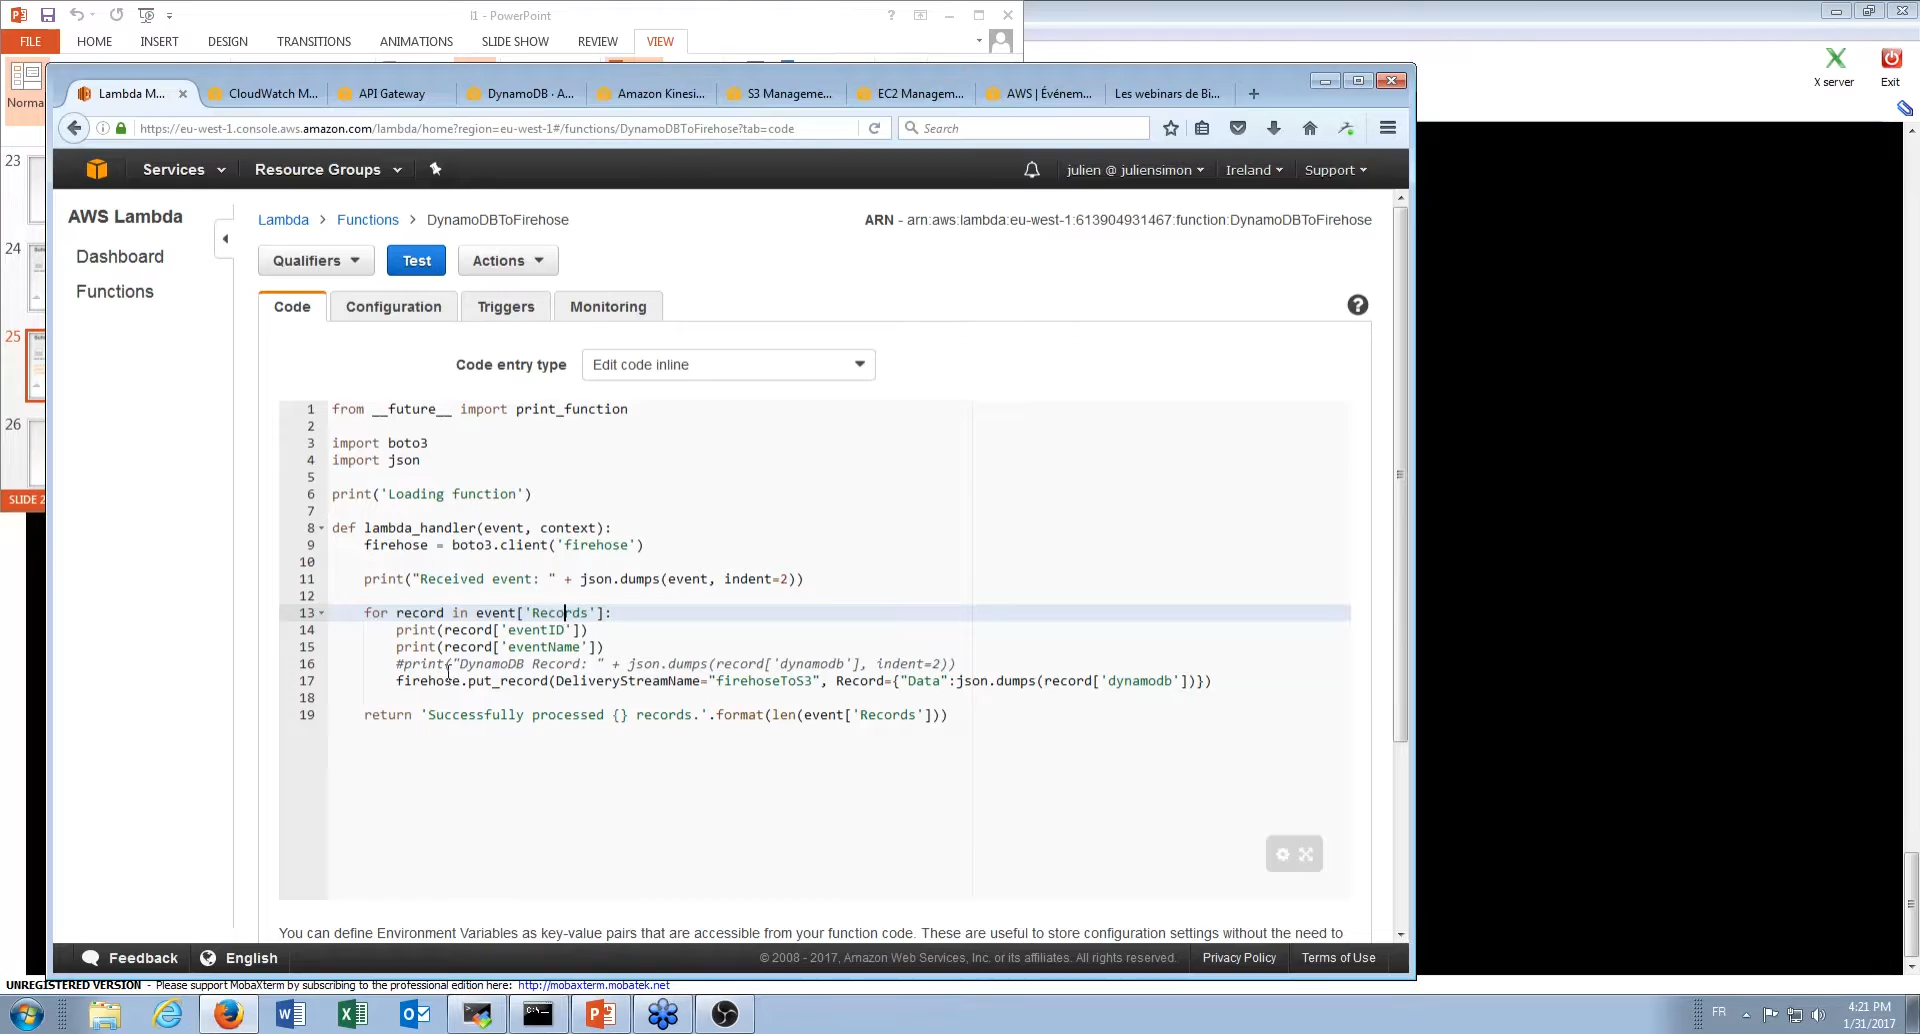 I1 - PowerPoint
FILE HOME INSERT DESIGN TRANSITIONS ANIMATIONS SLIDE SHOW REVIEW VIEW
X server Exit
Norma
Lambda M... CloudWatch M... API Gateway DynamoDB · A... Amazon Kinesi... S3 Manageme... EC2 Managem... AWS | Événem... Les webinars de Bi...
https://eu-west-1.console.aws.amazon.com/lambda/home?region=eu-west-1#/functions/DynamoDBToFirehose?tab=code Search
Services Resource Groups julien @ juliensimon Ireland Support
23
24
25
26
SLIDE 2
AWS Lambda
Dashboard
Functions
Lambda > Functions > DynamoDBToFirehose ARN - arn:aws:lambda:eu-west-1:613904931467:function:DynamoDBToFirehose
Qualifiers Test Actions
Code Configuration Triggers Monitoring
Code entry type Edit code inline
1 from __future__ import print_function
2
3 import boto3
4 import json
5
6 print('Loading function')
7
8 def lambda_handler(event, context):
9 firehose = boto3.client('firehose')
10
11 print("Received event: " + json.dumps(event, indent=2))
12
13 for record in event['Records']:
14 print(record['eventID'])
15 print(record['eventName'])
16 #print("DynamoDB Record: " + json.dumps(record['dynamodb'], indent=2))
17 firehose.put_record(DeliveryStreamName="firehoseToS3", Record={"Data":json.dumps(record['dynamodb'])})
18
19 return 'Successfully processed {} records.'.format(len(event['Records']))
You can define Environment Variables as key-value pairs that are accessible from your function code. These are useful to store configuration settings without the need to
Feedback English © 2008 - 2017, Amazon Web Services, Inc. or its affiliates. All rights reserved. Privacy Policy Terms of Use
UNREGISTERED VERSION - Please support MobaXterm by subscribing to the professional edition here: http://mobaxterm.mobatek.net
FR 4:21 PM
1/31/2017